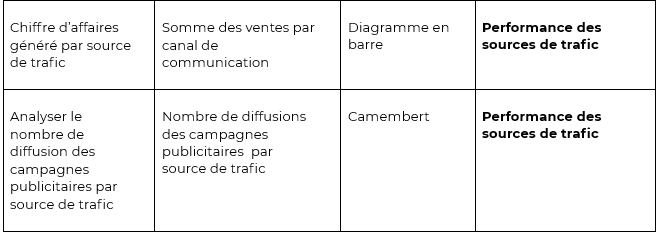 Chiffre d'affaires
généré par source
de trafic
Somme des ventes par
canal de
communication
Diagramme en
barre
Performance des
sources de trafic
Analyser le
nombre de
diffusion des
campagnes
publicitaires par
source de trafic
Nombre de diffusions
des campagnes
publicitaires  par
source de trafic
Camembert
Performance des
sources de trafic